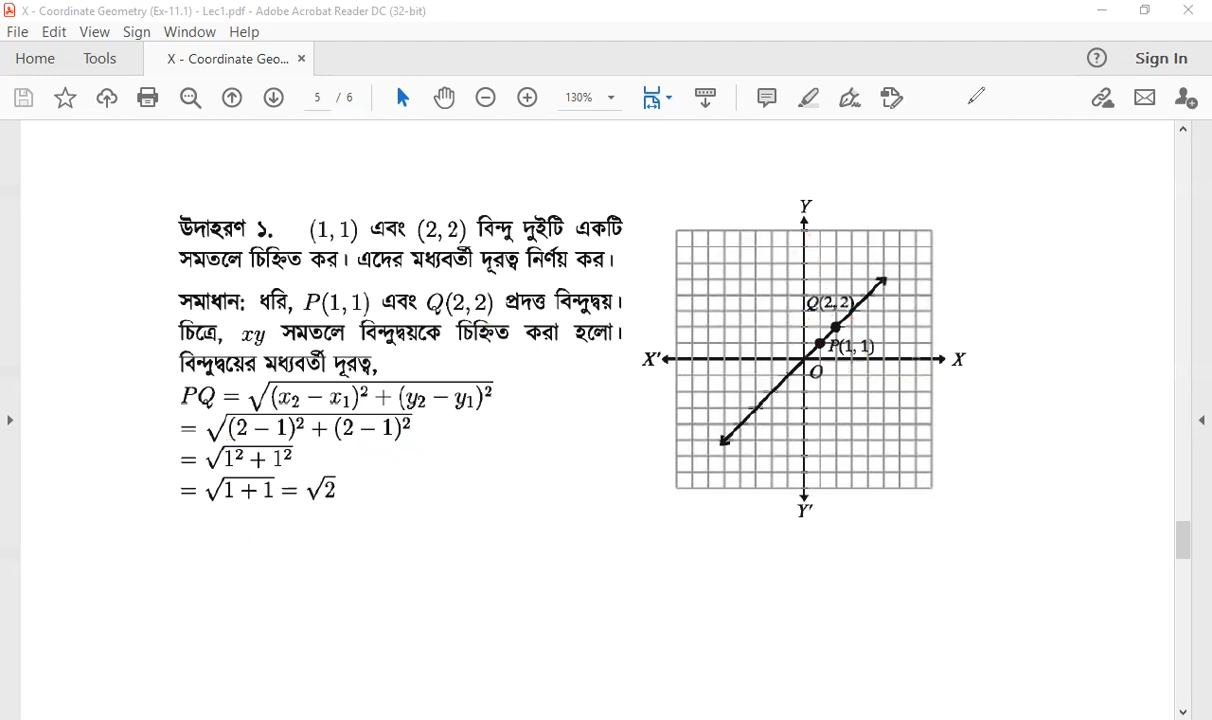 X - Coordinate Geometry (Ex-11.1) - Lec1.pdf - Adobe Acrobat Reader DC (32-bit)
File Edit View Sign Window Help
Home Tools X - Coordinate Geo... × ? Sign In
5 / 6 130%
উদাহরণ ১. (1, 1) এবং (2, 2) বিন্দু দুইটি একটি
সমতলে চিহ্নিত কর। এদের মধ্যবর্তী দূরত্ব নির্ণয় কর।
সমাধান: ধরি, P(1, 1) এবং Q(2, 2) প্রদত্ত বিন্দুদ্বয়।
চিত্রে, xy সমতলে বিন্দুদ্বয়কে চিহ্নিত করা হলো।
বিন্দুদ্বয়ের মধ্যবর্তী দূরত্ব,
PQ = √((x₂ − x₁)² + (y₂ − y₁)²)
= √((2 − 1)² + (2 − 1)²)
= √(1² + 1²)
= √(1 + 1) = √2
Y
Q(2, 2)
P(1, 1)
X' X
O
Y'